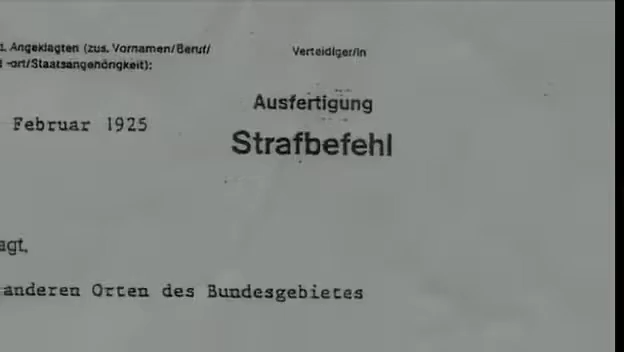 d. Angeklagten (zus. Vornamen/Beruf/
-ort/Staatsangehörigkeit):
Verteidiger/in
Ausfertigung
Strafbefehl
Februar 1925
agt,
anderen Orten des Bundesgebietes